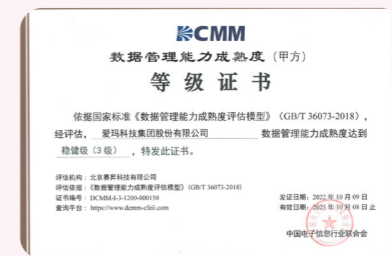 DCMM
数据管理能力成熟度（甲方）
等级证书
依据国家标准《数据管理能力成熟度评估模型》（GB/T 36073-2018），
经评估， 爱玛科技集团股份有限公司 数据管理能力成熟度达到
稳健级（3级） ，特发此证书。
评估机构：北京赛昇科技有限公司
评估依据：《数据管理能力成熟度评估模型》（GB/T 36073-2018）
证书编号：DCMM-I-3-1200-000150
查询平台：https://www.dcmm-cfeii.com
发证日期：2022年10月09日
有效日期：2025年10月08日止
中国电子信息行业联合会